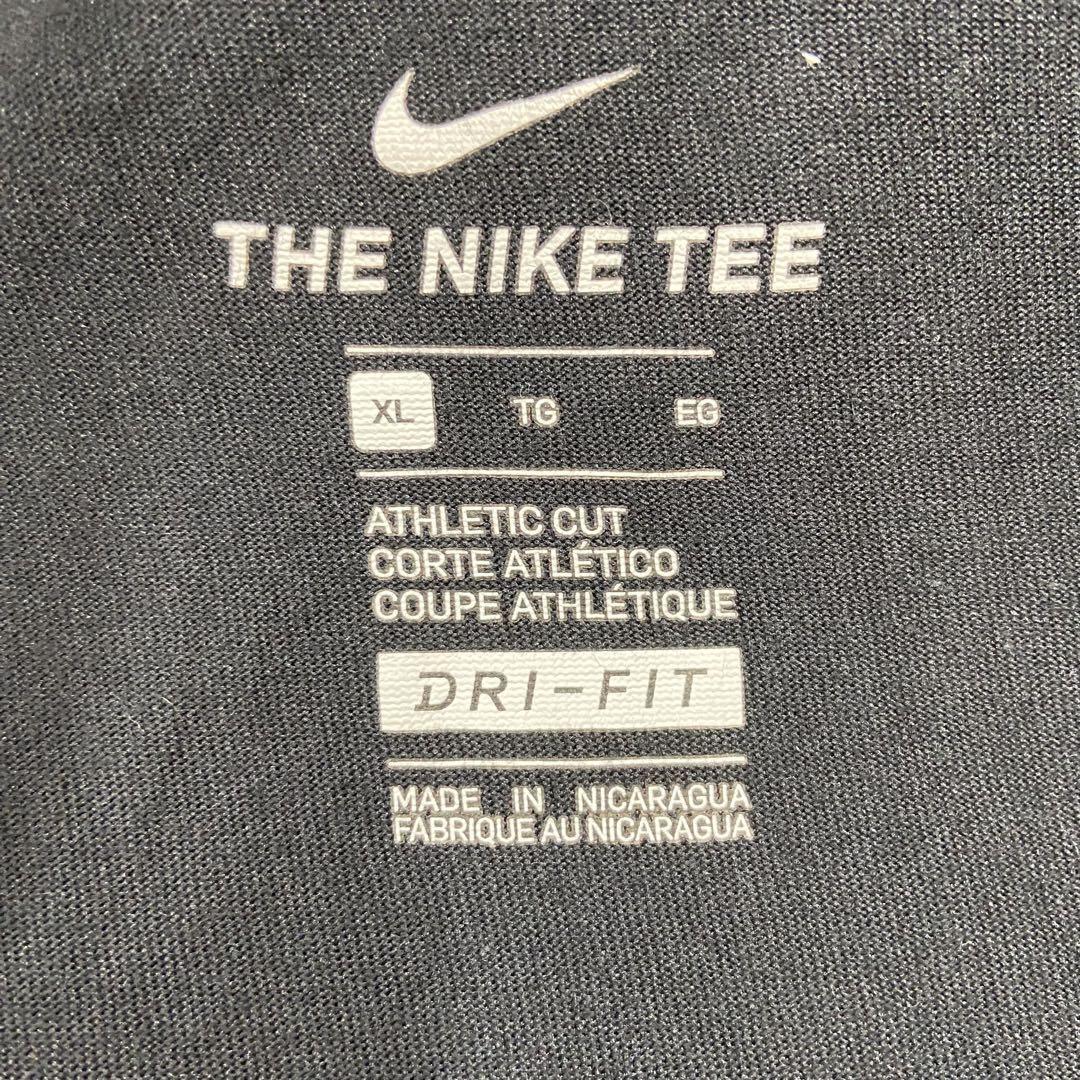 THE NIKE TEE
XL TG EG
ATHLETIC CUT
CORTE ATLÉTICO
COUPE ATHLÉTIQUE
DRI-FIT
MADE IN NICARAGUA
FABRIQUE AU NICARAGUA